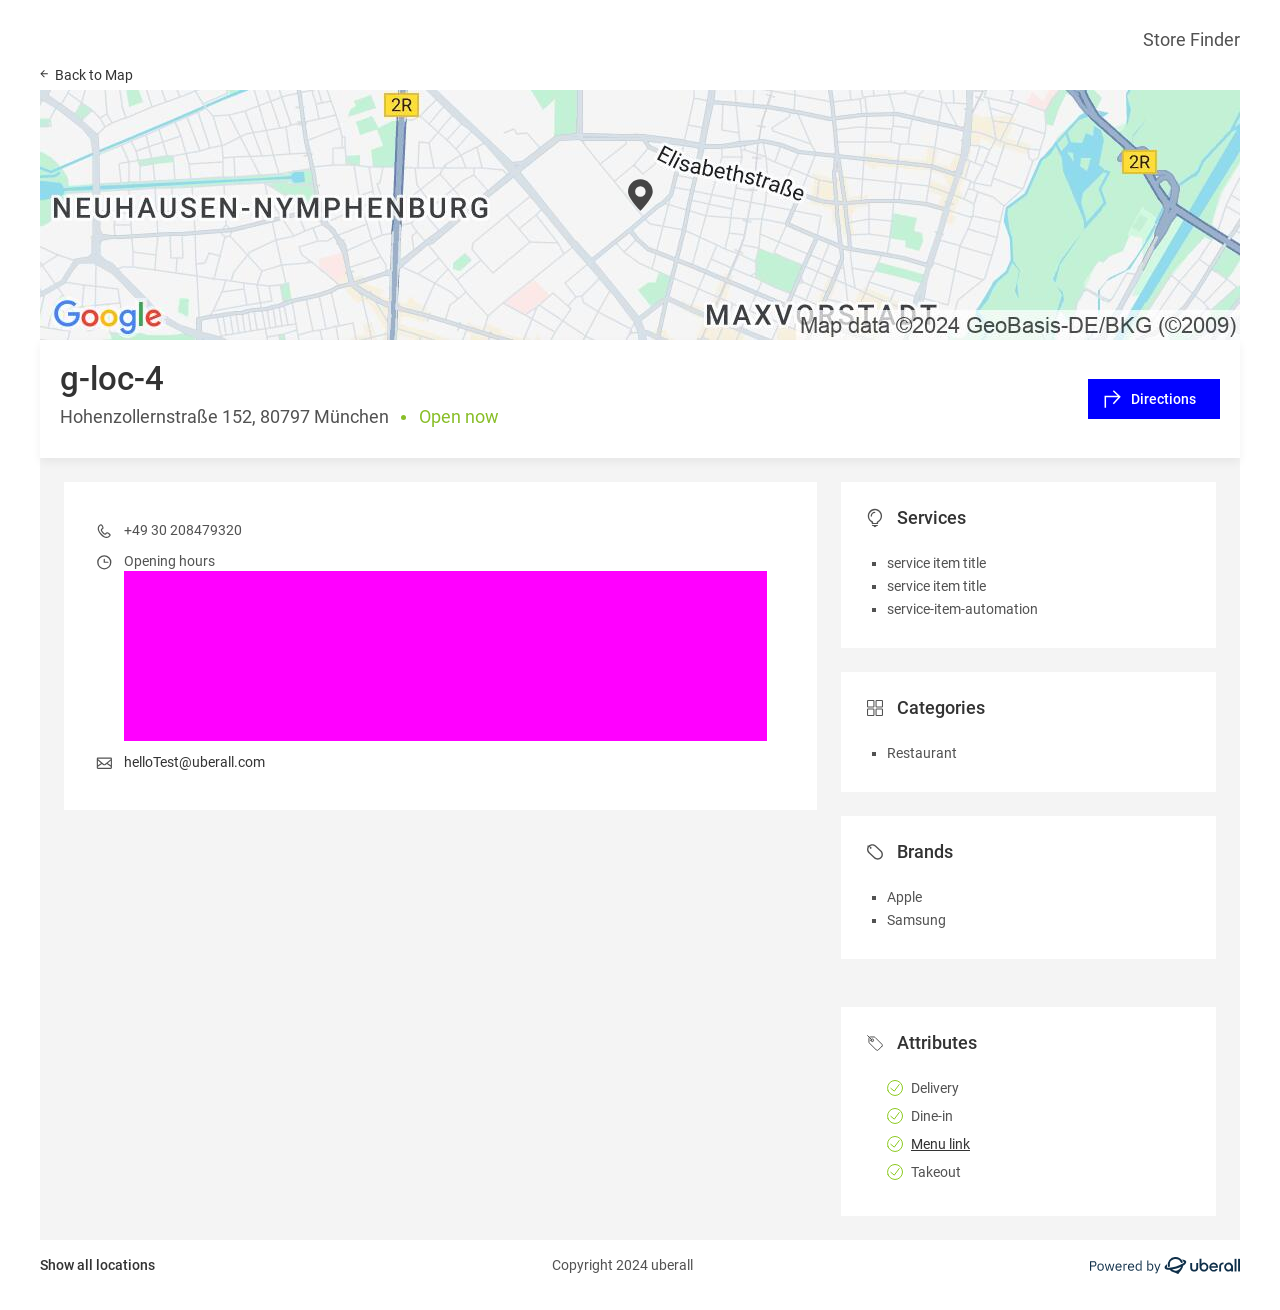 Store Finder
Back to Map
2R
Elisabethstraße
2R
NEUHAUSEN-NYMPHENBURG
MAXVORSTADT
Google
Map data ©2024 GeoBasis-DE/BKG (©2009)
g-loc-4
Hohenzollernstraße 152, 80797 München • Open now
Directions
+49 30 208479320
Opening hours
helloTest@uberall.com
Services
service item title
service item title
service-item-automation
Categories
Restaurant
Brands
Apple
Samsung
Attributes
Delivery
Dine-in
Menu link
Takeout
Show all locations
Copyright 2024 uberall
Powered by uberall